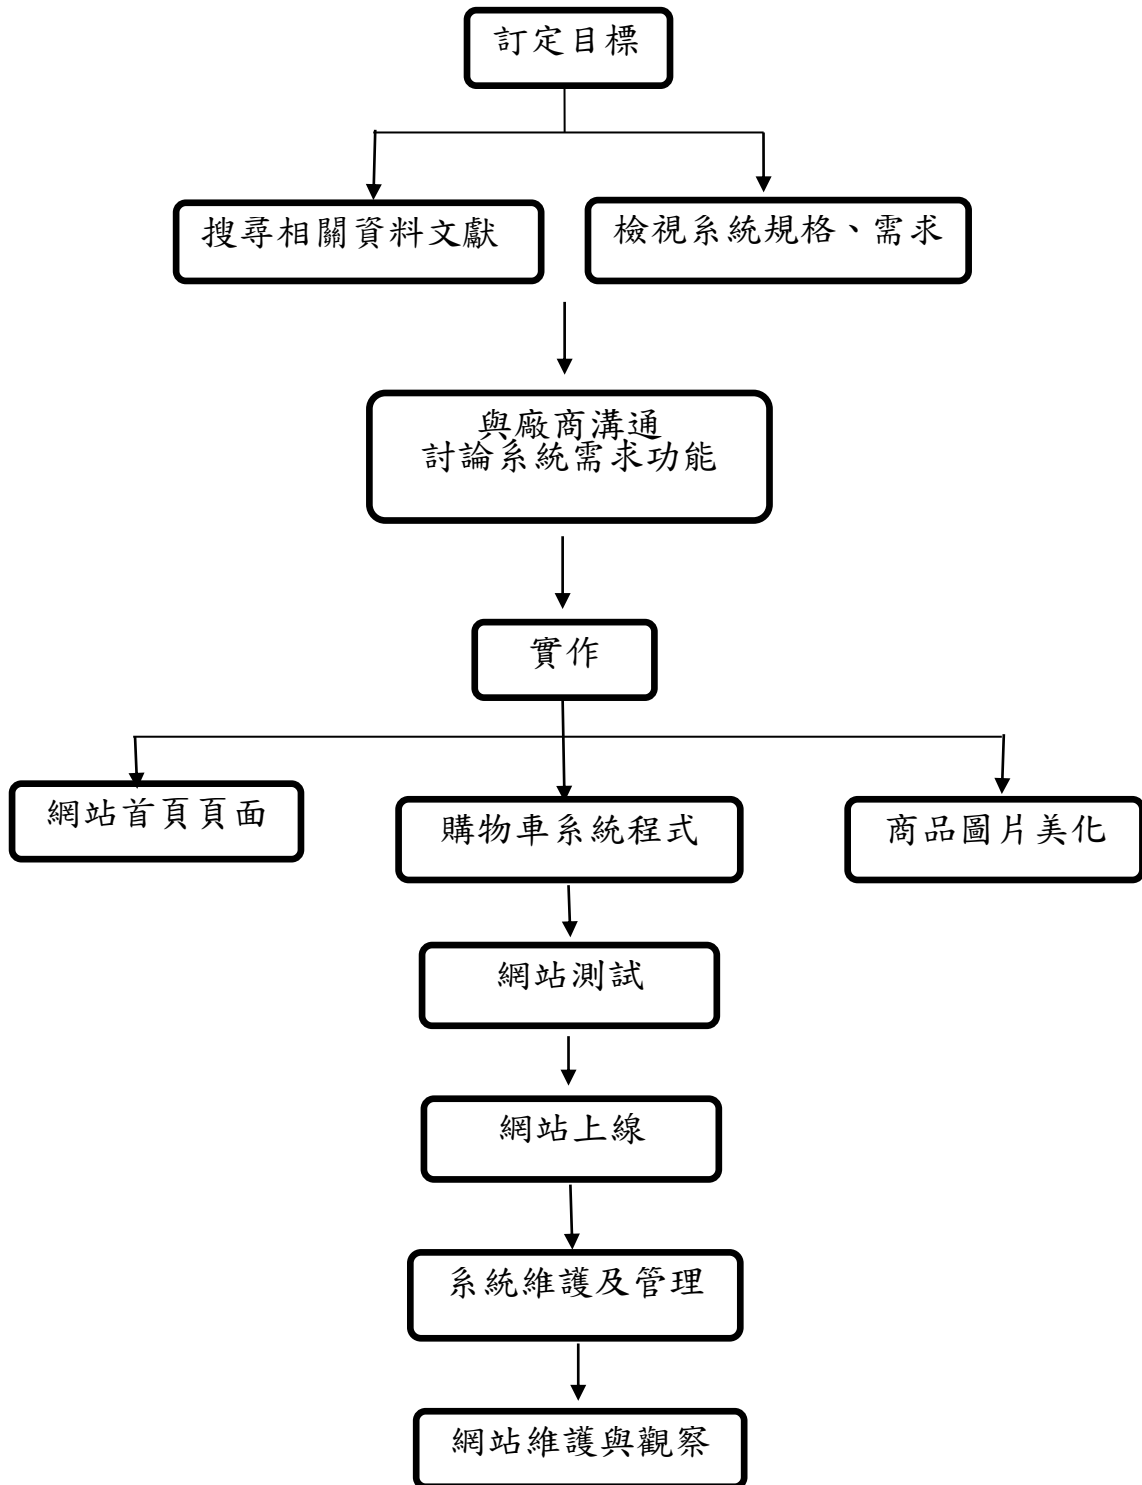 訂定目標
搜尋相關資料文獻
檢視系統規格、需求
與廠商溝通
討論系統需求功能
實作
網站首頁頁面
購物車系統程式
商品圖片美化
網站測試
網站上線
系統維護及管理
網站維護與觀察